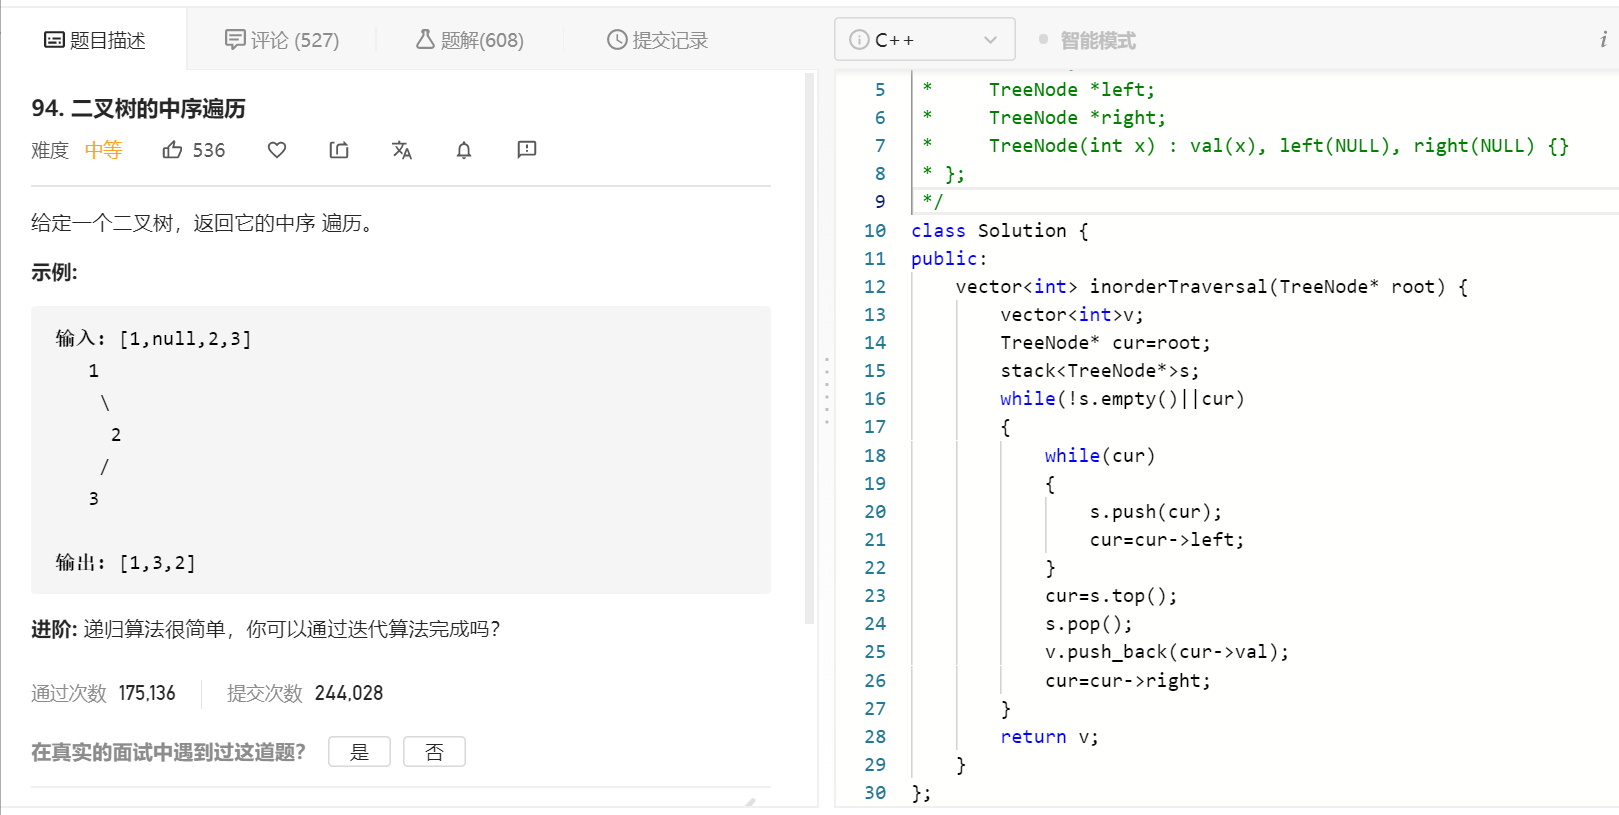 题目描述 评论 (527) 题解(608) 提交记录
94. 二叉树的中序遍历
难度 中等 536
给定一个二叉树，返回它的中序 遍历。
示例:
输入: [1,null,2,3]
1
\
2
/
3
输出: [1,3,2]
进阶: 递归算法很简单，你可以通过迭代算法完成吗？
通过次数 175,136 提交次数 244,028
在真实的面试中遇到过这道题？ 是 否
C++ 智能模式 i
5 * TreeNode *left;
6 * TreeNode *right;
7 * TreeNode(int x) : val(x), left(NULL), right(NULL) {}
8 * };
9 */
10 class Solution {
11 public:
12 vector<int> inorderTraversal(TreeNode* root) {
13 vector<int>v;
14 TreeNode* cur=root;
15 stack<TreeNode*>s;
16 while(!s.empty()||cur)
17 {
18 while(cur)
19 {
20 s.push(cur);
21 cur=cur->left;
22 }
23 cur=s.top();
24 s.pop();
25 v.push_back(cur->val);
26 cur=cur->right;
27 }
28 return v;
29 }
30 };